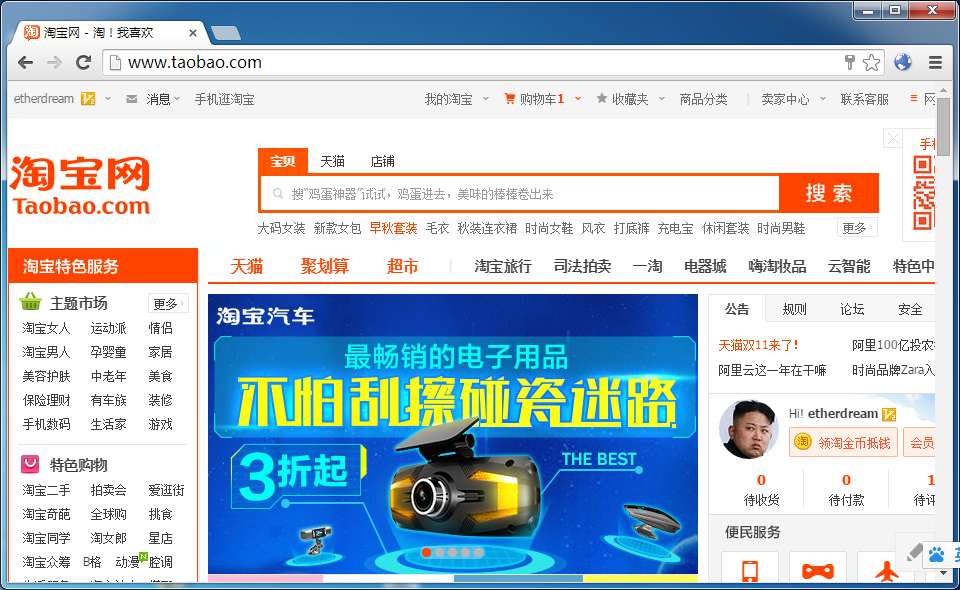 淘宝网 - 淘！我喜欢
www.taobao.com
etherdream 消息 手机逛淘宝 我的淘宝 购物车1 收藏夹 商品分类 卖家中心 联系客服
淘宝网
Taobao.com
宝贝 天猫 店铺
搜"鸡蛋神器"试试，鸡蛋进去，美味的棒棒卷出来
搜索
大码女装 新款女包 早秋套装 毛衣 秋装连衣裙 时尚女鞋 风衣 打底裤 充电宝 休闲套装 时尚男鞋 更多
淘宝特色服务
天猫 聚划算 超市 淘宝旅行 司法拍卖 一淘 电器城 嗨淘妆品 云智能 特色中
主题市场 更多
淘宝女人 运动派 情侣
淘宝男人 孕婴童 家居
美容护肤 中老年 美食
保险理财 有车族 装修
手机数码 生活家 游戏
特色购物
淘宝二手 拍卖会 爱逛街
淘宝奇葩 全球购 挑食
淘宝同学 淘女郎 星店
淘宝众筹 B格 动漫 N 腔调
淘宝汽车
最畅销的电子用品
不怕刮擦碰瓷迷路
3折起
THE BEST
公告 规则 论坛 安全
天猫双11来了！ 阿里100亿投农
阿里云这一年在干嘛 时尚品牌Zara入
Hi! etherdream
淘 领淘金币抵钱 会员
0 0 1
待收货 待付款 待评
便民服务
英